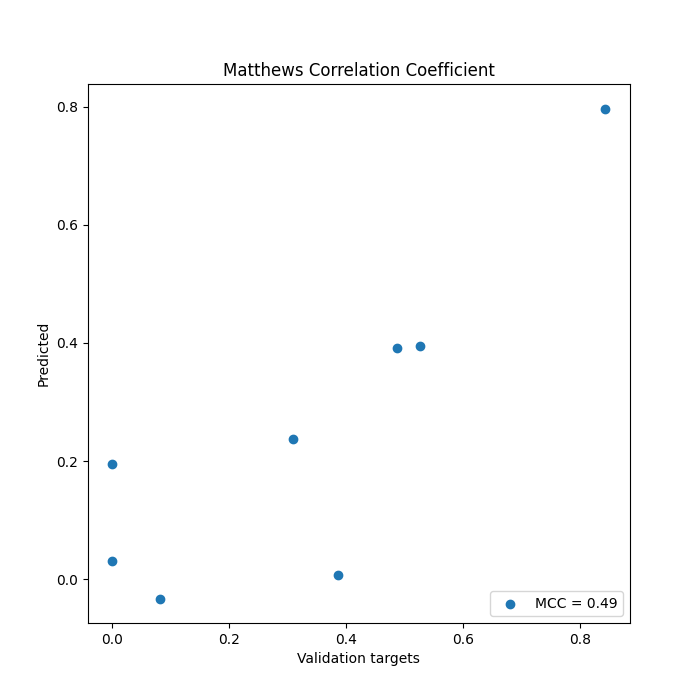 Matthews Correlation Coefficient
0.8
0.6
0.4
0.2
0.0
Predicted
MCC = 0.49
0.0 0.2 0.4 0.6 0.8
Validation targets